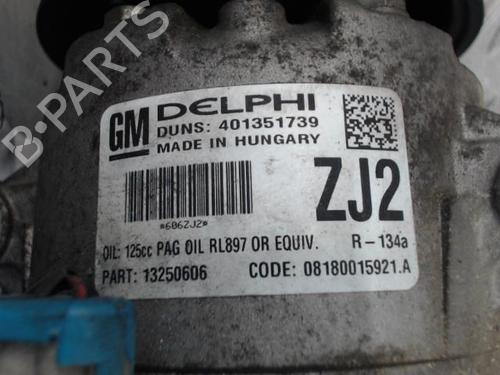 GM DELPHI
DUNS: 401351739
MADE IN HUNGARY
ZJ2
*606ZJ2*
OIL: 125cc PAG OIL RL897 OR EQUIV. R-134a
PART: 13250606 CODE: 08180015921.A